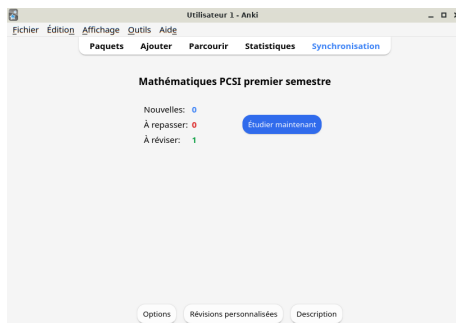 Utilisateur 1 - Anki
Fichier Édition Affichage Outils Aide
Paquets Ajouter Parcourir Statistiques Synchronisation
Mathématiques PCSI premier semestre
Nouvelles: 0
À repasser: 0
Étudier maintenant
À réviser: 1
Options Révisions personnalisées Description